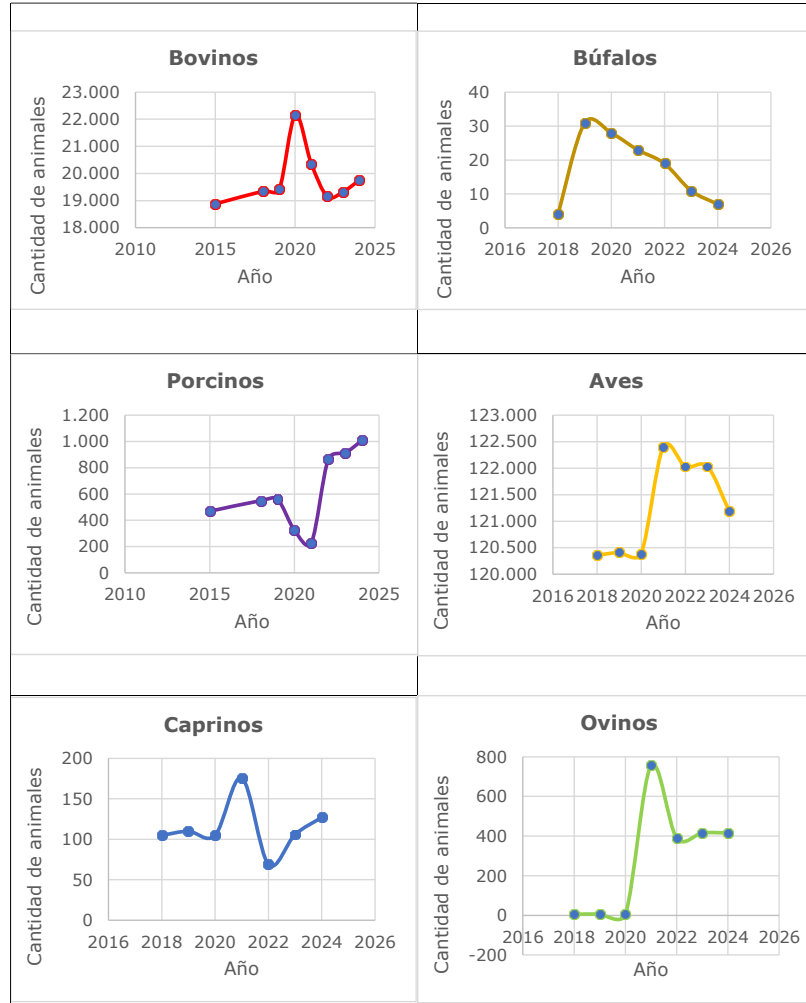 Bovinos
Cantidad de animales
23.000
22.000
21.000
20.000
19.000
18.000
2010 2015 2020 2025
Año
Búfalos
Cantidad de animales
40
30
20
10
0
2016 2018 2020 2022 2024 2026
Año
Porcinos
Cantidad de animales
1.200
1.000
800
600
400
200
0
2010 2015 2020 2025
Año
Aves
Cantidad de animales
123.000
122.500
122.000
121.500
121.000
120.500
120.000
2016 2018 2020 2022 2024 2026
Año
Caprinos
Cantidad de animales
200
150
100
50
0
2016 2018 2020 2022 2024 2026
Año
Ovinos
Cantidad de animales
800
600
400
200
0
-200
2016 2018 2020 2022 2024 2026
Año